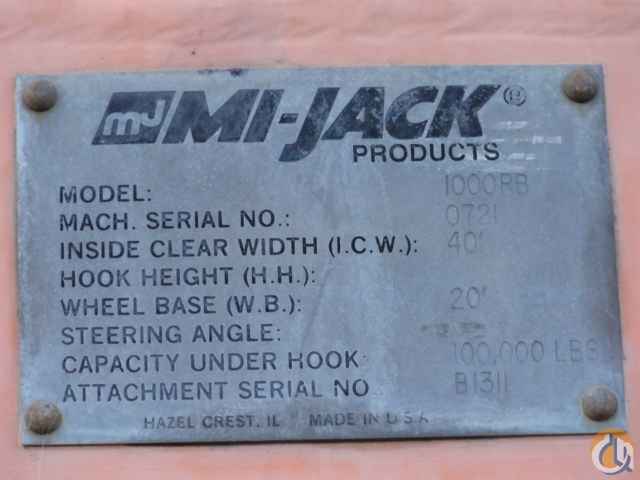 mJ MI-JACK ®
PRODUCTS
MODEL: 1000RB
MACH. SERIAL NO.: 0721
INSIDE CLEAR WIDTH (I.C.W.): 40'
HOOK HEIGHT (H.H.):
WHEEL BASE (W.B.): 20'
STEERING ANGLE:
CAPACITY UNDER HOOK: 100,000 LBS
ATTACHMENT SERIAL NO. B1311
HAZEL CREST, IL MADE IN U.S.A.